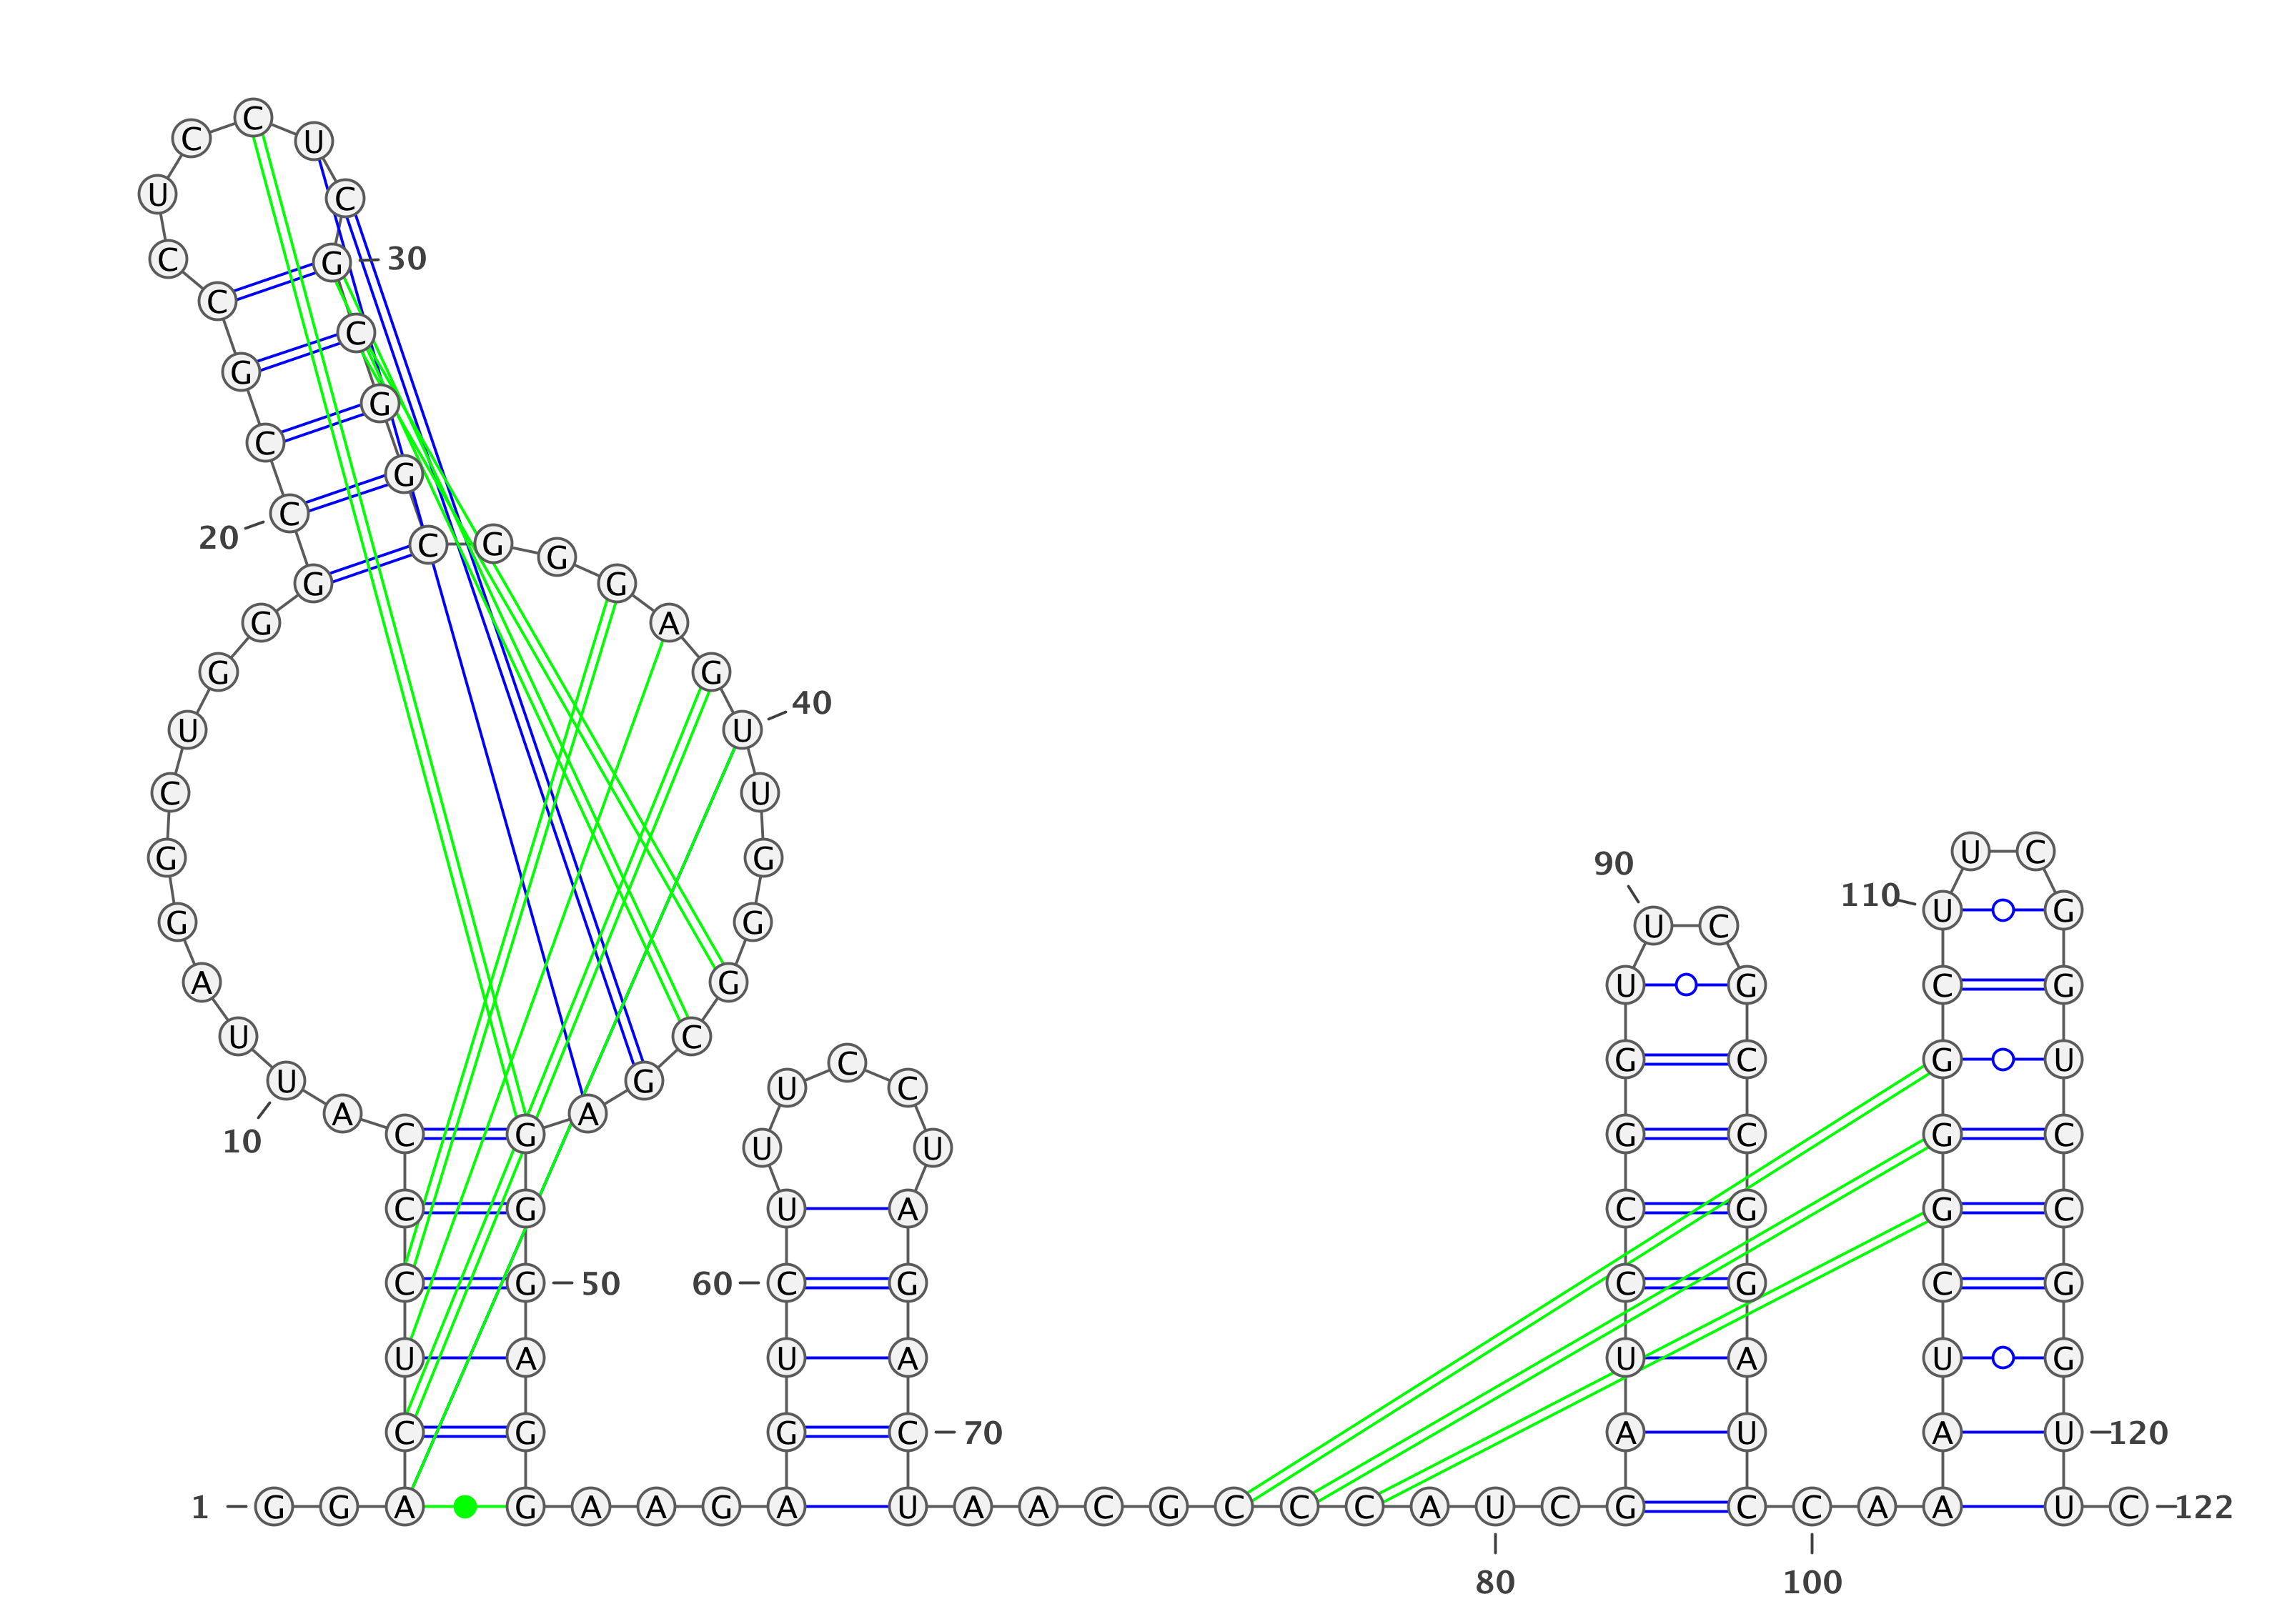 C
C U
U C
C G 30
C
C
G
G
C
G
C
20
C G G
G G
G A
G G
40
U U
C U
U C
G G
90
110
U G
G G U C
A G U G C G
U C
C G C G U
U G U C
A A
C G U U G C G C
10
C G U A C G G C
C G 50 60 C G C G C G
U A U A U A U G
C G G C 70 A U A U 120
1 G G A G A A G A U A A C G C C C A U C G C C A A U C 122
80 100